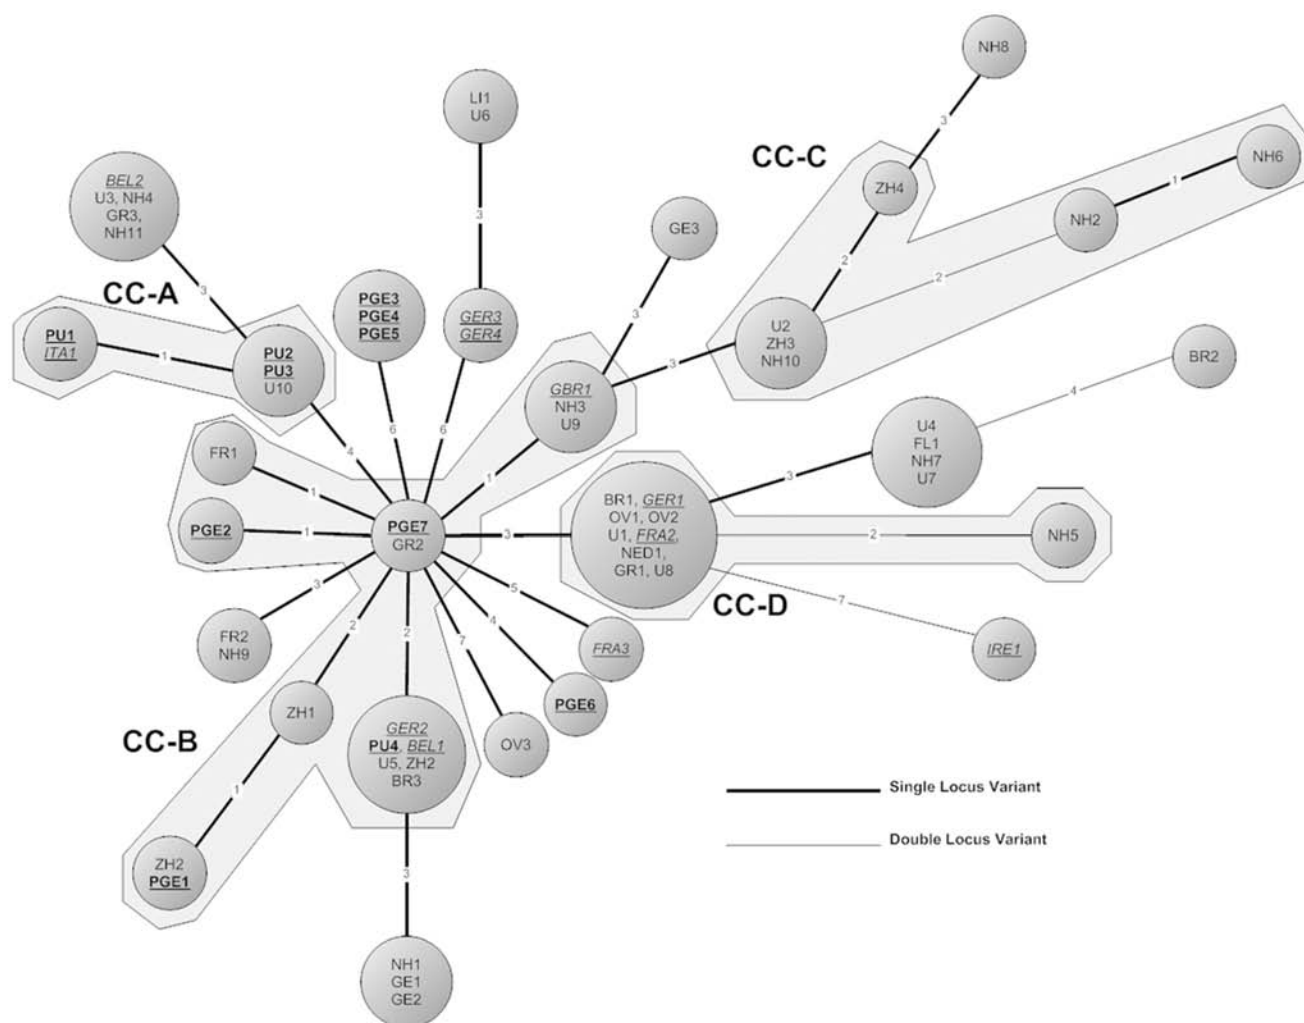 NH8
LI1
U6
CC-C
NH6
BEL2
U3, NH4
GR3,
NH11
3
1
ZH4
3
NH2
GE3
3
2
2
CC-A
PGE3
PGE4
PGE5
GER3
GER4
U2
ZH3
NH10
PU1
ITA1
1
PU2
PU3
U10
3
3
BR2
GBR1
NH3
U9
4
4
6
6
U4
FL1
NH7
U7
FR1
1
1
3
BR1, GER1
OV1, OV2
U1, FRA2,
NED1,
GR1, U8
PGE2
1
PGE7
GR2
3
2
NH5
3
5
7
CC-D
2
2
4
7
FR2
NH9
FRA3
IRE1
ZH1
PGE6
CC-B
GER2
PU4, BEL1
U5, ZH2
BR3
OV3
1
Single Locus Variant
Double Locus Variant
ZH2
PGE1
3
NH1
GE1
GE2